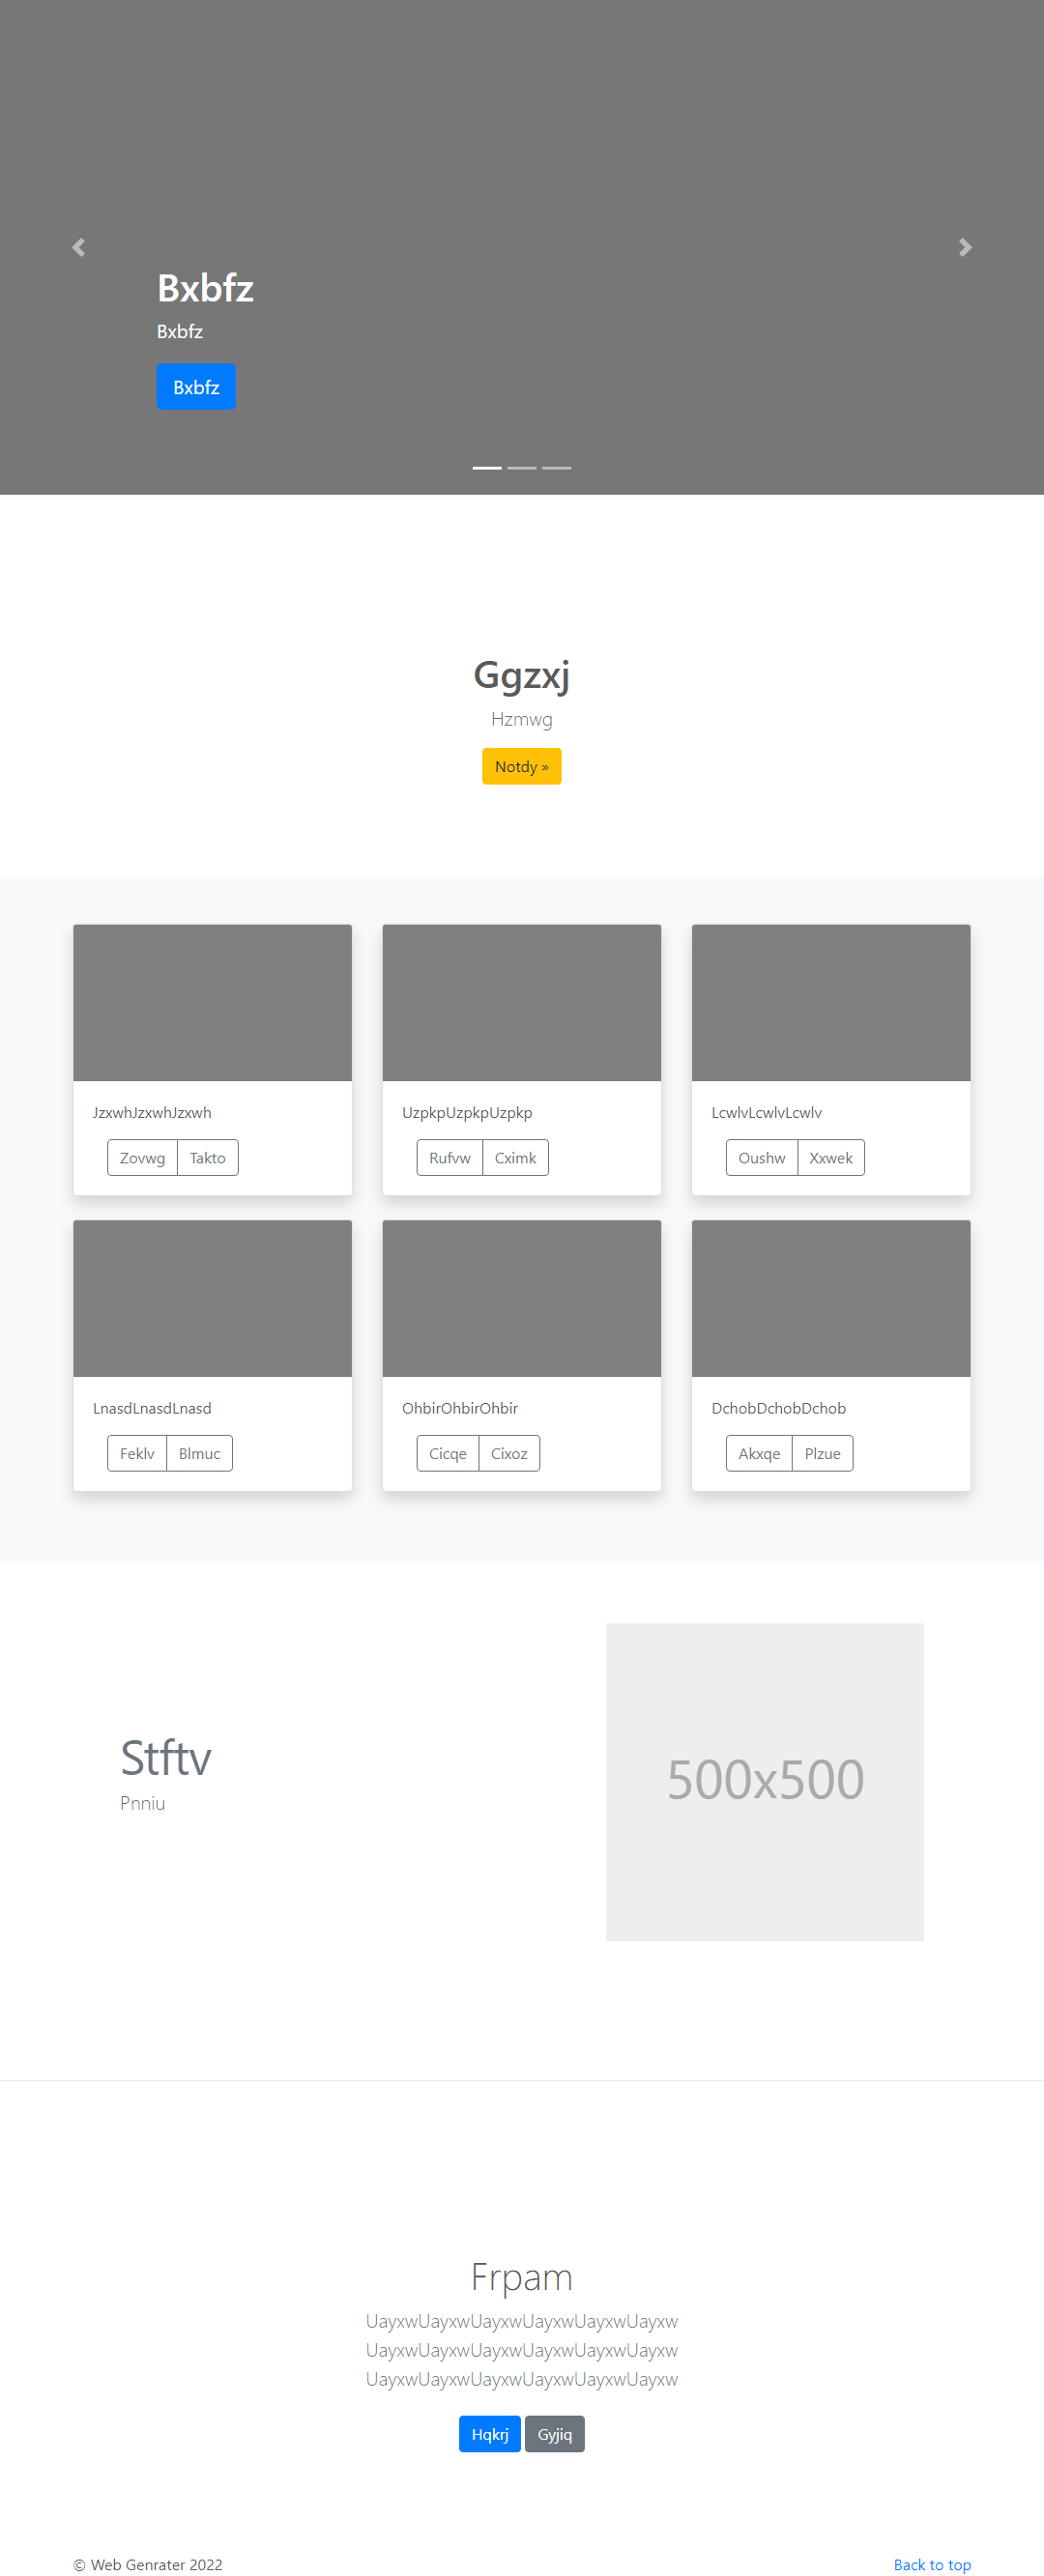 Bxbfz
Bxbfz
Bxbfz
Ggzxj
Hzmwg
Notdy »
JzxwhJzxwhJzxwh
Zovwg Takto
UzpkpUzpkpUzpkp
Rufvw Cximk
LcwlvLcwlvLcwlv
Oushw Xxwek
LnasdLnasdLnasd
Feklv Blmuc
OhbirOhbirOhbir
Cicqe Cixoz
DchobDchobDchob
Akxqe Plzue
Stftv
Pnniu
500x500
Frpam
UayxwUayxwUayxwUayxwUayxwUayxw
UayxwUayxwUayxwUayxwUayxwUayxw
UayxwUayxwUayxwUayxwUayxwUayxw
Hqkrj Gyjiq
© Web Genrater 2022
Back to top